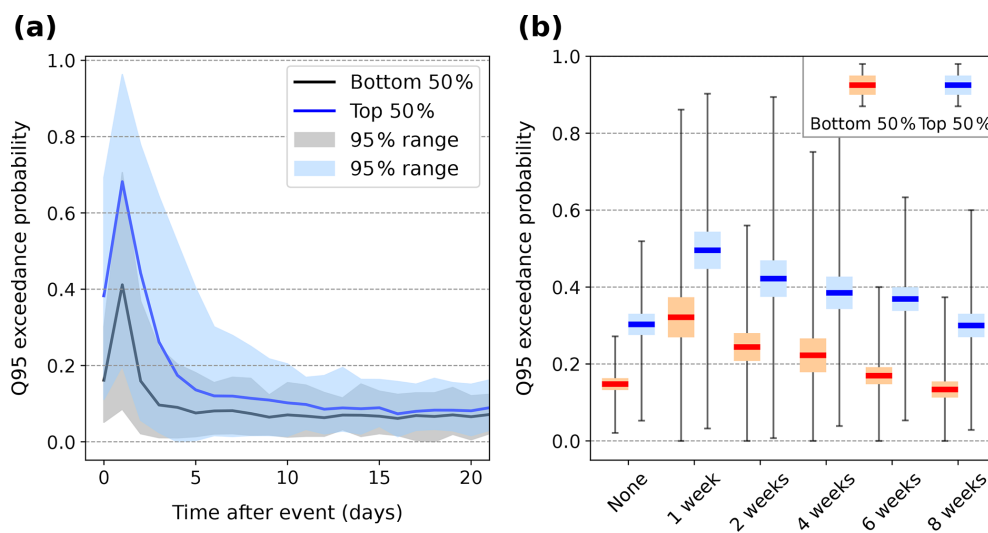 (a)
Q95 exceedance probability
1.0
0.8
0.6
0.4
0.2
0.0
0
5
10
15
20
Time after event (days)
Bottom 50%
Top 50%
95% range
95% range
(b)
Q95 exceedance probability
1.0
0.8
0.6
0.4
0.2
0.0
None
1 week
2 weeks
4 weeks
6 weeks
8 weeks
Bottom 50% Top 50%